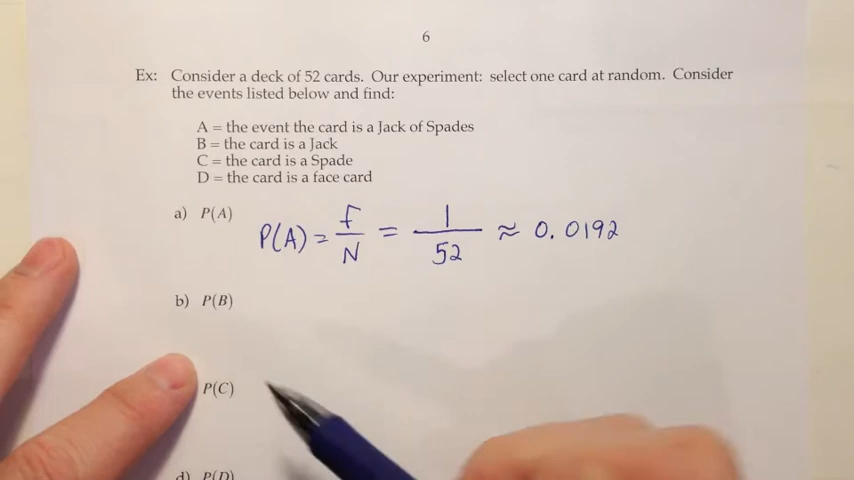 6
Ex: Consider a deck of 52 cards. Our experiment: select one card at random. Consider
the events listed below and find:
A = the event the card is a Jack of Spades
B = the card is a Jack
C = the card is a Spade
D = the card is a face card
a) P(A) P(A) = f/N = 1/52 ≈ 0.0192
b) P(B)
P(C)
d) P(D)